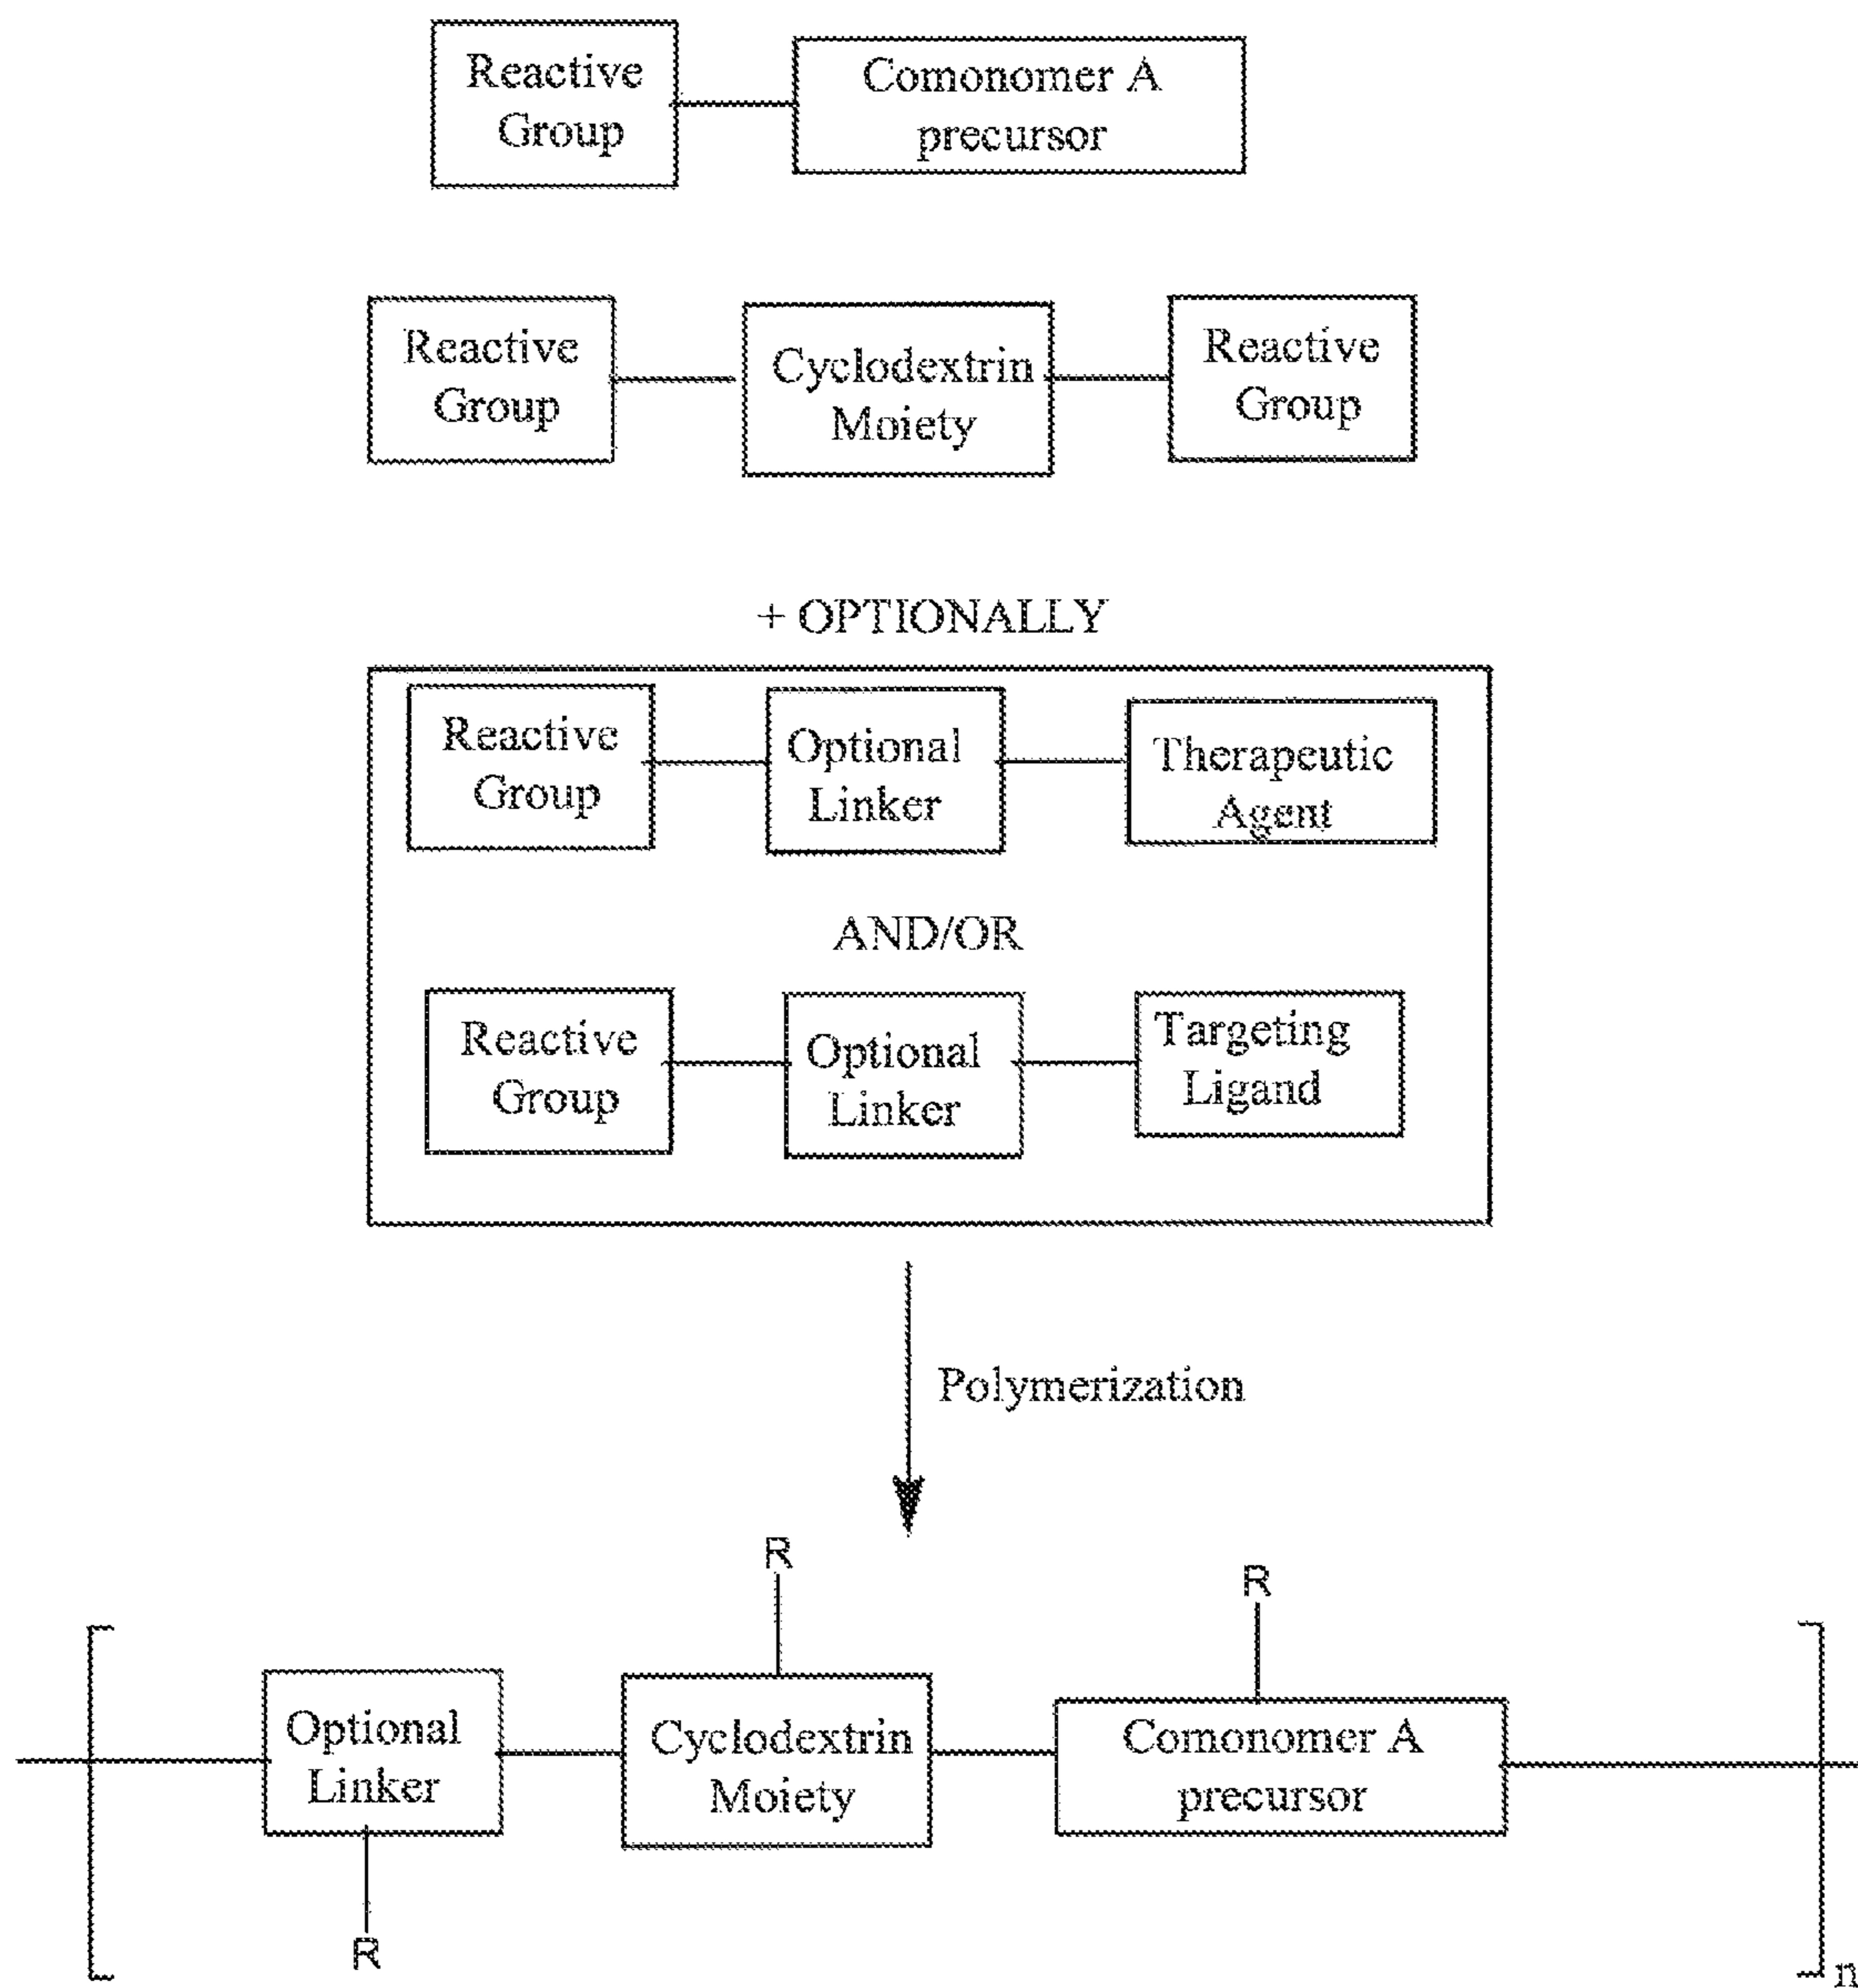 Reactive
Group
Comonomer A
precursor
Reactive
Group
Cyclodextrin
Moiety
Reactive
Group
+ OPTIONALLY
Reactive
Group
Optional
Linker
Therapeutic
Agent
AND/OR
Reactive
Group
Optional
Linker
Targeting
Ligand
Polymerization
R
R
Optional
Linker
Cyclodextrin
Moiety
Comonomer A
precursor
R
n